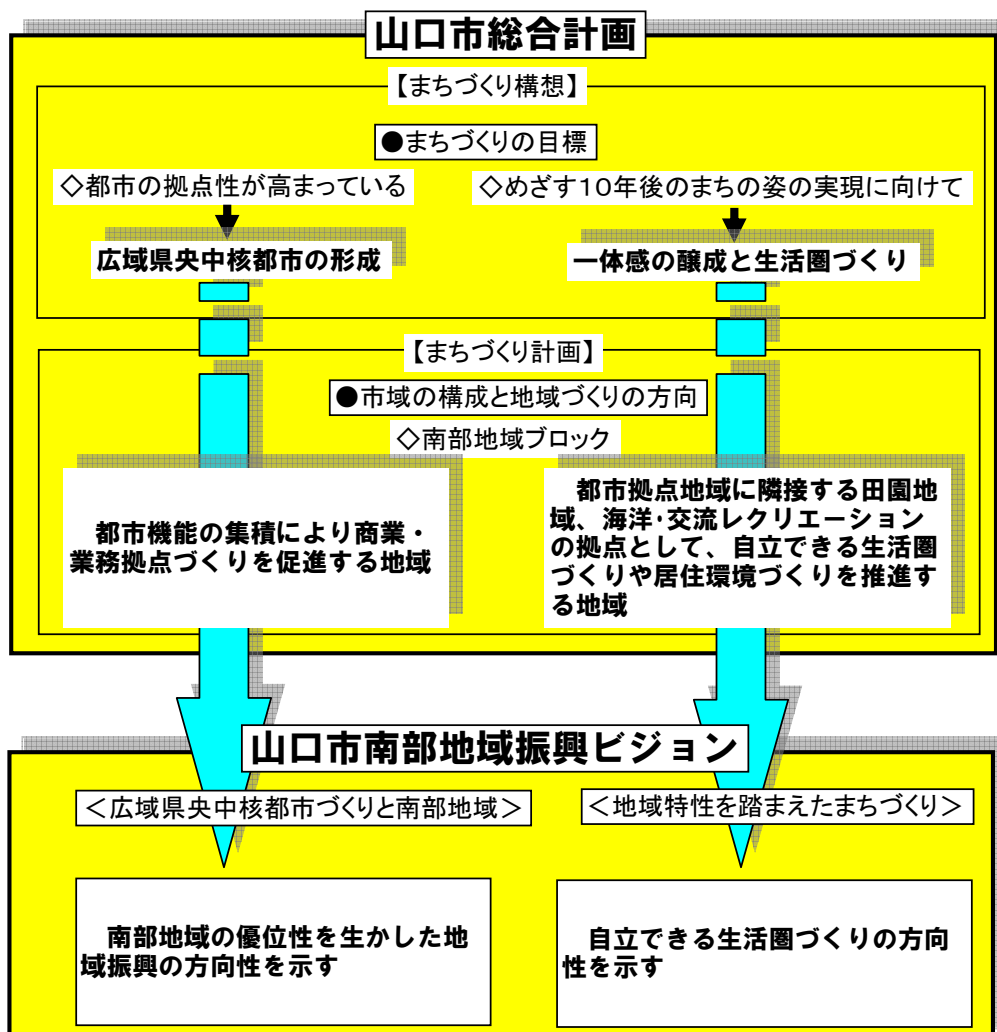 山口市総合計画
【まちづくり構想】
●まちづくりの目標
◇都市の拠点性が高まっている
◇めざす10年後のまちの姿の実現に向けて
広域県央中核都市の形成
一体感の醸成と生活圏づくり
【まちづくり計画】
●市域の構成と地域づくりの方向
◇南部地域ブロック
都市機能の集積により商業・
業務拠点づくりを促進する地域
都市拠点地域に隣接する田園地
域、海洋・交流レクリエーション
の拠点として、自立できる生活圏
づくりや居住環境づくりを推進す
る地域
山口市南部地域振興ビジョン
＜広域県央中核都市づくりと南部地域＞
＜地域特性を踏まえたまちづくり＞
南部地域の優位性を生かした地
域振興の方向性を示す
自立できる生活圏づくりの方向
性を示す